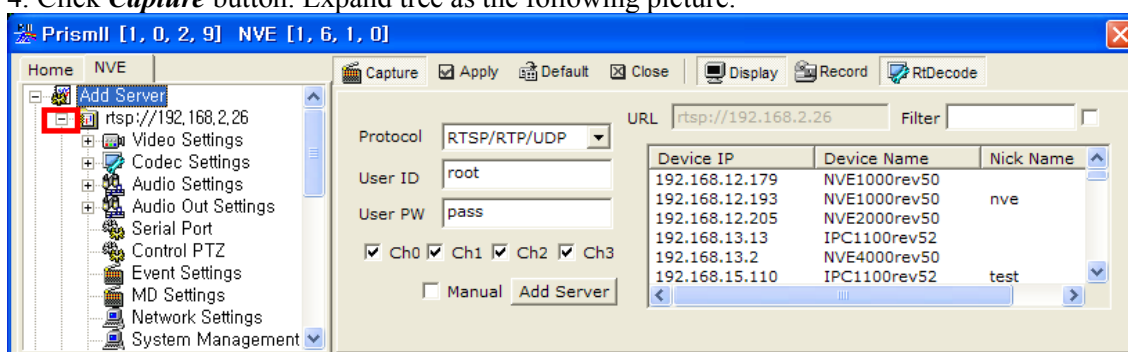 4. Click Capture button. Expand tree as the following picture.
PrismII [1, 0, 2, 9] NVE [1, 6, 1, 0]
Home NVE
Capture Apply Default Close Display Record RtDecode
Add Server
rtsp://192,168,2,26
Video Settings
Codec Settings
Audio Settings
Audio Out Settings
Serial Port
Control PTZ
Event Settings
MD Settings
Network Settings
System Management
URL rtsp://192.168.2.26 Filter
Protocol RTSP/RTP/UDP
User ID root
User PW pass
Ch0 Ch1 Ch2 Ch3
Manual Add Server
Device IP Device Name Nick Name
192.168.12.179 NVE1000rev50
192.168.12.193 NVE1000rev50 nve
192.168.12.205 NVE2000rev50
192.168.13.13 IPC1100rev52
192.168.13.2 NVE4000rev50
192.168.15.110 IPC1100rev52 test